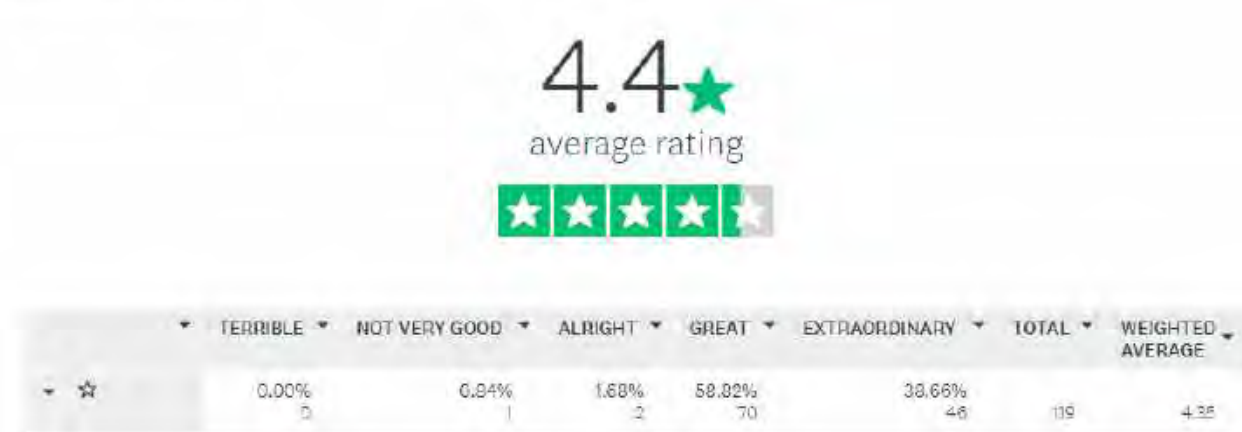 4.4
average rating
TERRIBLE NOT VERY GOOD ALRIGHT GREAT EXTRAORDINARY TOTAL WEIGHTED AVERAGE
0.00% 0.84% 1.68% 58.82% 38.66%
0 1 2 70 46 119 4.35